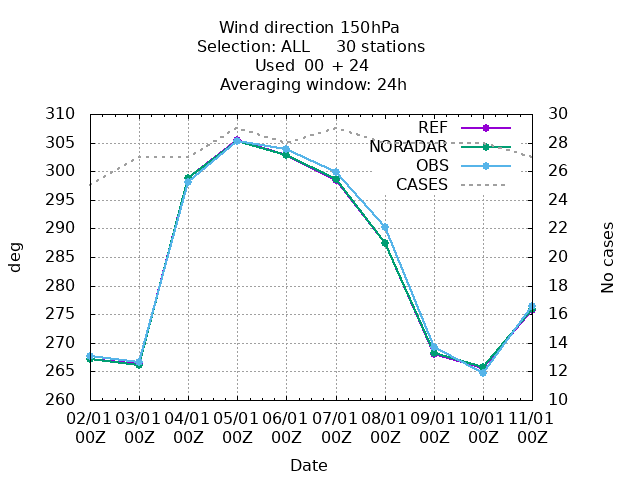 Wind direction 150hPa
Selection: ALL 30 stations
Used 00 + 24
Averaging window: 24h
310 30
REF
305 28
NORADAR
OBS
300 26
CASES
295 24
290 22
285 20
280 18
275 16
270 14
265 12
260 10
deg
No cases
02/01 03/01 04/01 05/01 06/01 07/01 08/01 09/01 10/01 11/01
00Z 00Z 00Z 00Z 00Z 00Z 00Z 00Z 00Z 00Z
Date